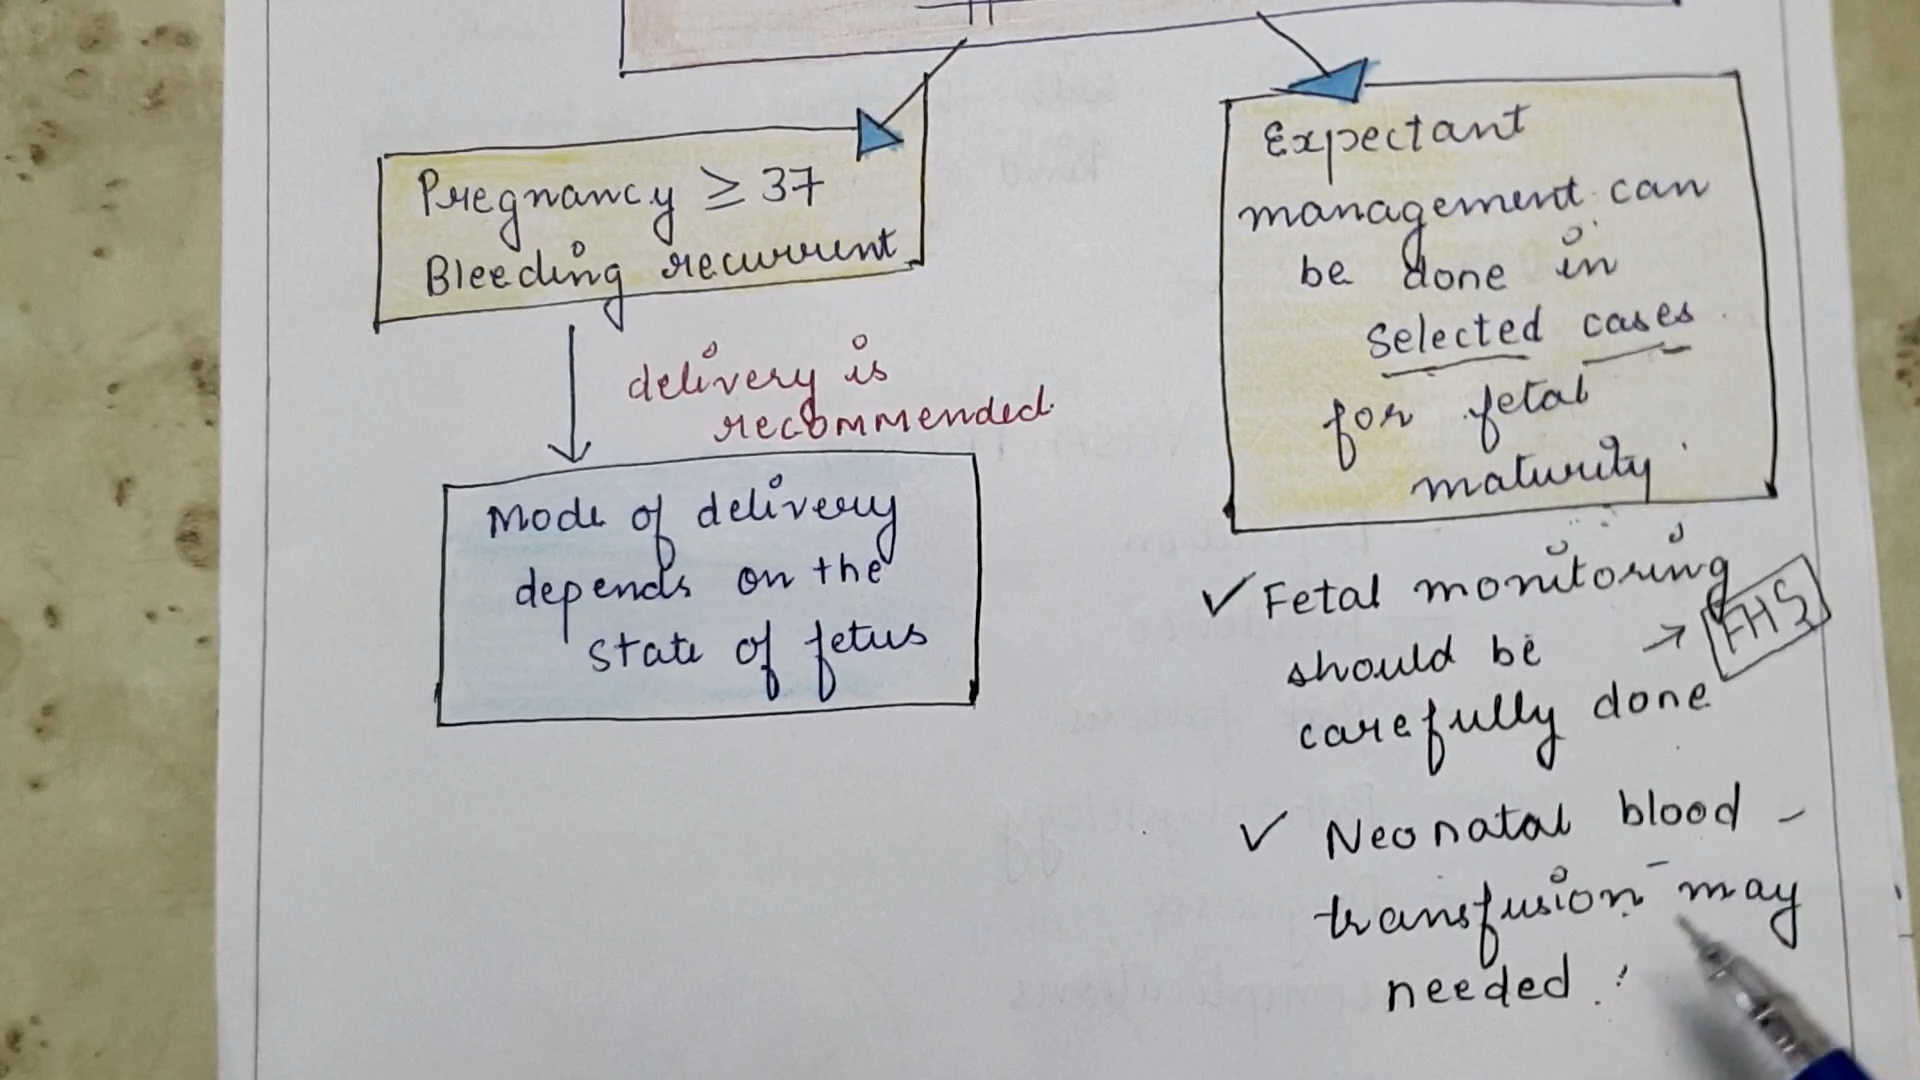 Pregnancy ≥ 37
Bleeding recurrent
delivery is
recommended.
Mode of delivery
depends on the
state of fetus
Expectant
management can
be done in
selected cases
for fetal
maturity.
✓ Fetal monitoring
should be → FHS
carefully done
✓ Neonatal blood -
transfusion may
needed.